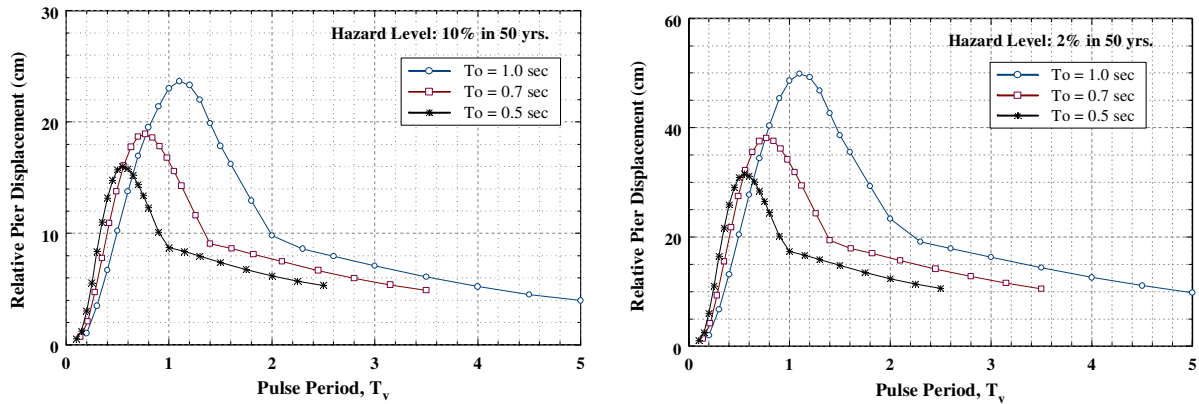 Hazard Level: 10% in 50 yrs.
To = 1.0 sec
To = 0.7 sec
To = 0.5 sec
Relative Pier Displacement (cm)
30
20
10
0
0 1 2 3 4 5
Pulse Period, Tv
Hazard Level: 2% in 50 yrs.
To = 1.0 sec
To = 0.7 sec
To = 0.5 sec
Relative Pier Displacement (cm)
60
40
20
0
0 1 2 3 4 5
Pulse Period, Tv